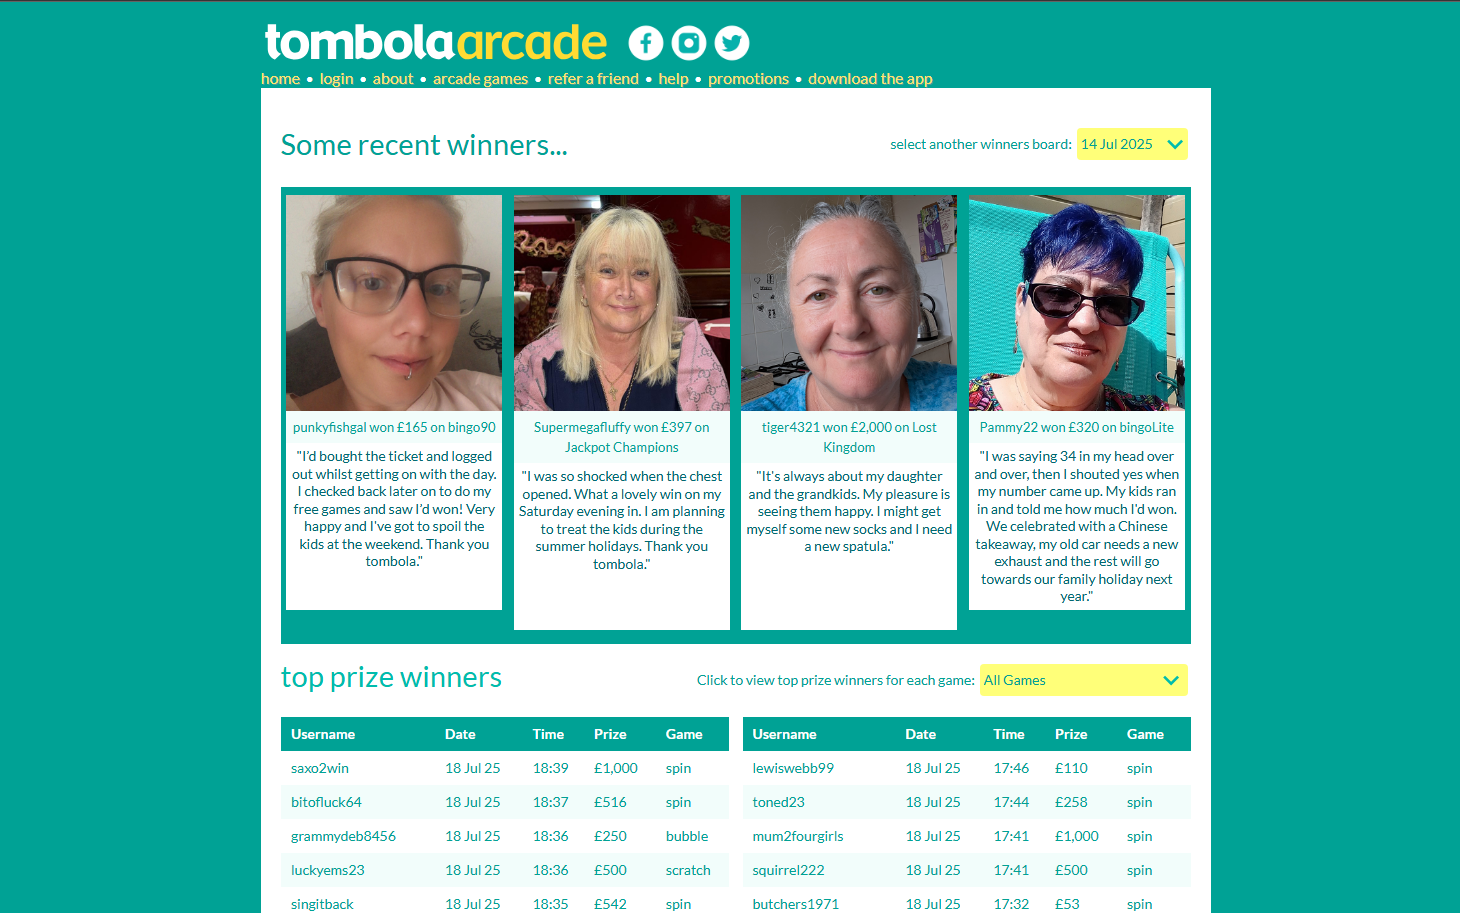 tombolaarcade
home • login • about • arcade games • refer a friend • help • promotions • download the app
Some recent winners...
select another winners board: 14 Jul 2025
punkyfishgal won £165 on bingo90
"I'd bought the ticket and logged
out whilst getting on with the day.
I checked back later on to do my
free games and saw I'd won! Very
happy and I've got to spoil the
kids at the weekend. Thank you
tombola."
Supermegafluffy won £397 on
Jackpot Champions
"I was so shocked when the chest
opened. What a lovely win on my
Saturday evening in. I am planning
to treat the kids during the
summer holidays. Thank you
tombola."
tiger4321 won £2,000 on Lost
Kingdom
"It's always about my daughter
and the grandkids. My pleasure is
seeing them happy. I might get
myself some new socks and I need
a new spatula."
Pammy22 won £320 on bingoLite
"I was saying 34 in my head over
and over, then I shouted yes when
my number came up. My kids ran
in and told me how much I'd won.
We celebrated with a Chinese
takeaway, my old car needs a new
exhaust and the rest will go
towards our family holiday next
year."
top prize winners
Click to view top prize winners for each game: All Games
Username Date Time Prize Game
saxo2win 18 Jul 25 18:39 £1,000 spin
bitofluck64 18 Jul 25 18:37 £516 spin
grammydeb8456 18 Jul 25 18:36 £250 bubble
luckyems23 18 Jul 25 18:36 £500 scratch
singitback 18 Jul 25 18:35 £542 spin
Username Date Time Prize Game
lewiswebb99 18 Jul 25 17:46 £110 spin
toned23 18 Jul 25 17:44 £258 spin
mum2fourgirls 18 Jul 25 17:41 £1,000 spin
squirrel222 18 Jul 25 17:41 £500 spin
butchers1971 18 Jul 25 17:32 £53 spin